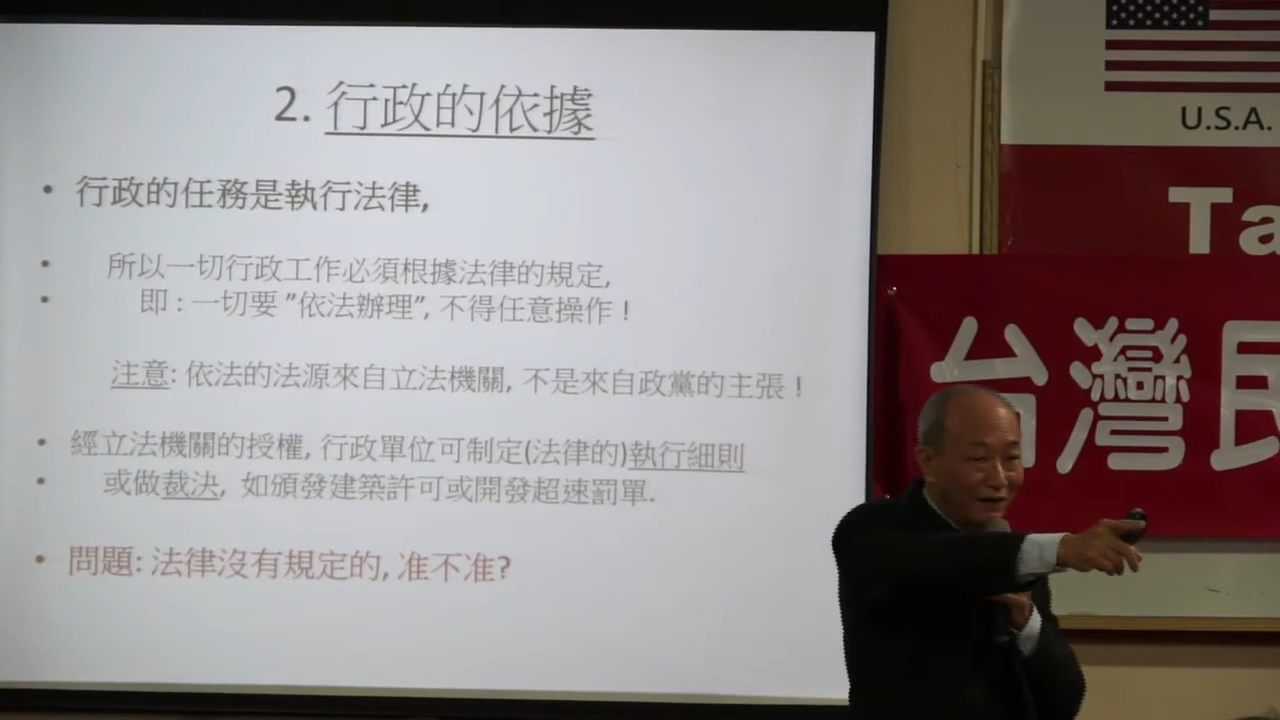 2. 行政的依據
• 行政的任務是執行法律,
• 所以一切行政工作必須根據法律的規定,
• 即 : 一切要 ”依法辦理”, 不得任意操作 !
注意: 依法的法源來自立法機關, 不是來自政黨的主張 !
• 經立法機關的授權, 行政單位可制定(法律的)執行細則
• 或做裁決, 如頒發建築許可或開發超速罰單.
• 問題: 法律沒有規定的, 准不准?
U.S.A.
Ta
台灣民